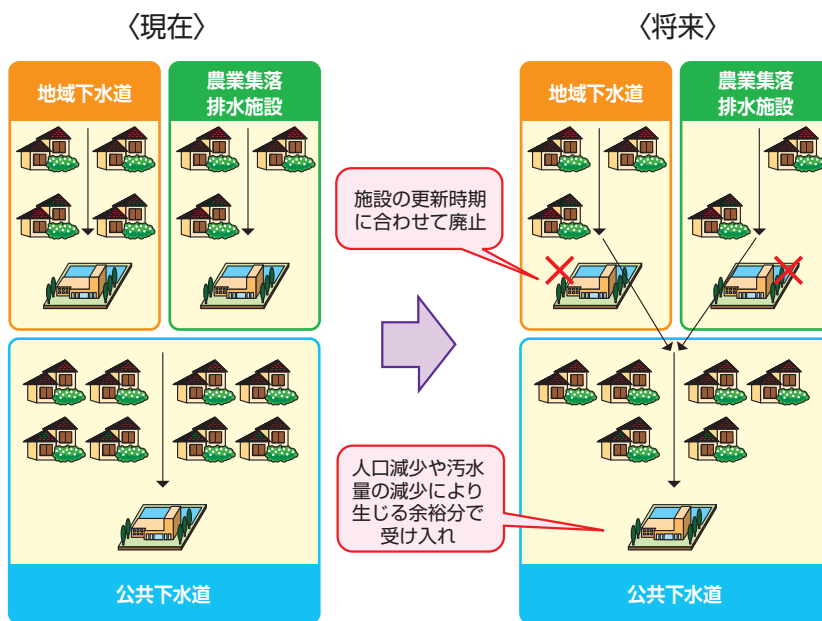 〈現在〉
地域下水道
農業集落
排水施設
公共下水道
〈将来〉
地域下水道
農業集落
排水施設
施設の更新時期
に合わせて廃止
人口減少や汚水
量の減少により
生じる余裕分で
受け入れ
公共下水道